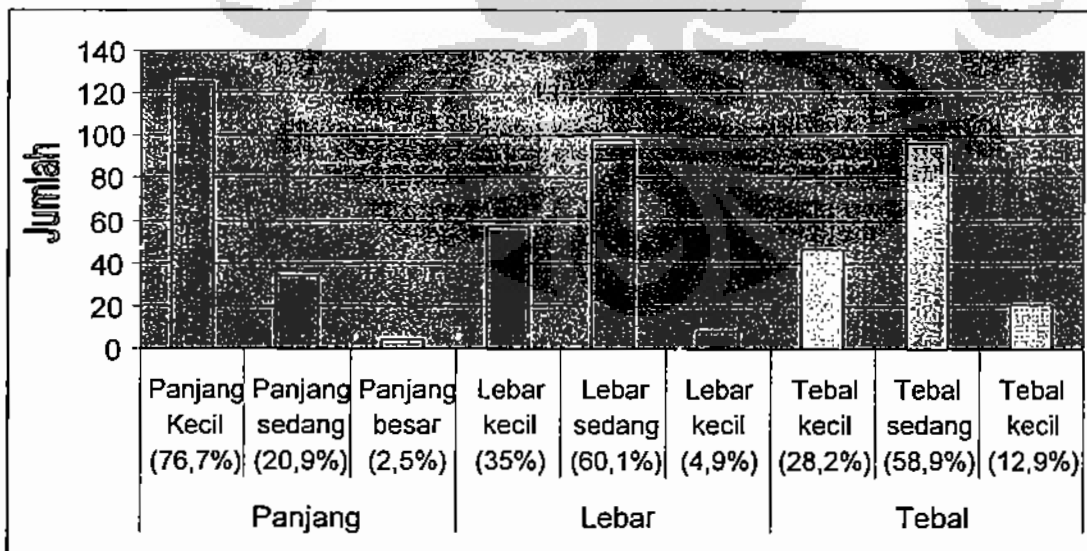 Jumlah
140
120
100
80
60
40
20
0
Panjang Kecil (76,7%)
Panjang sedang (20,9%)
Panjang besar (2,5%)
Lebar kecil (35%)
Lebar sedang (60,1%)
Lebar kecil (4,9%)
Tebal kecil (28,2%)
Tebal sedang (58,9%)
Tebal kecil (12,9%)
Panjang
Lebar
Tebal